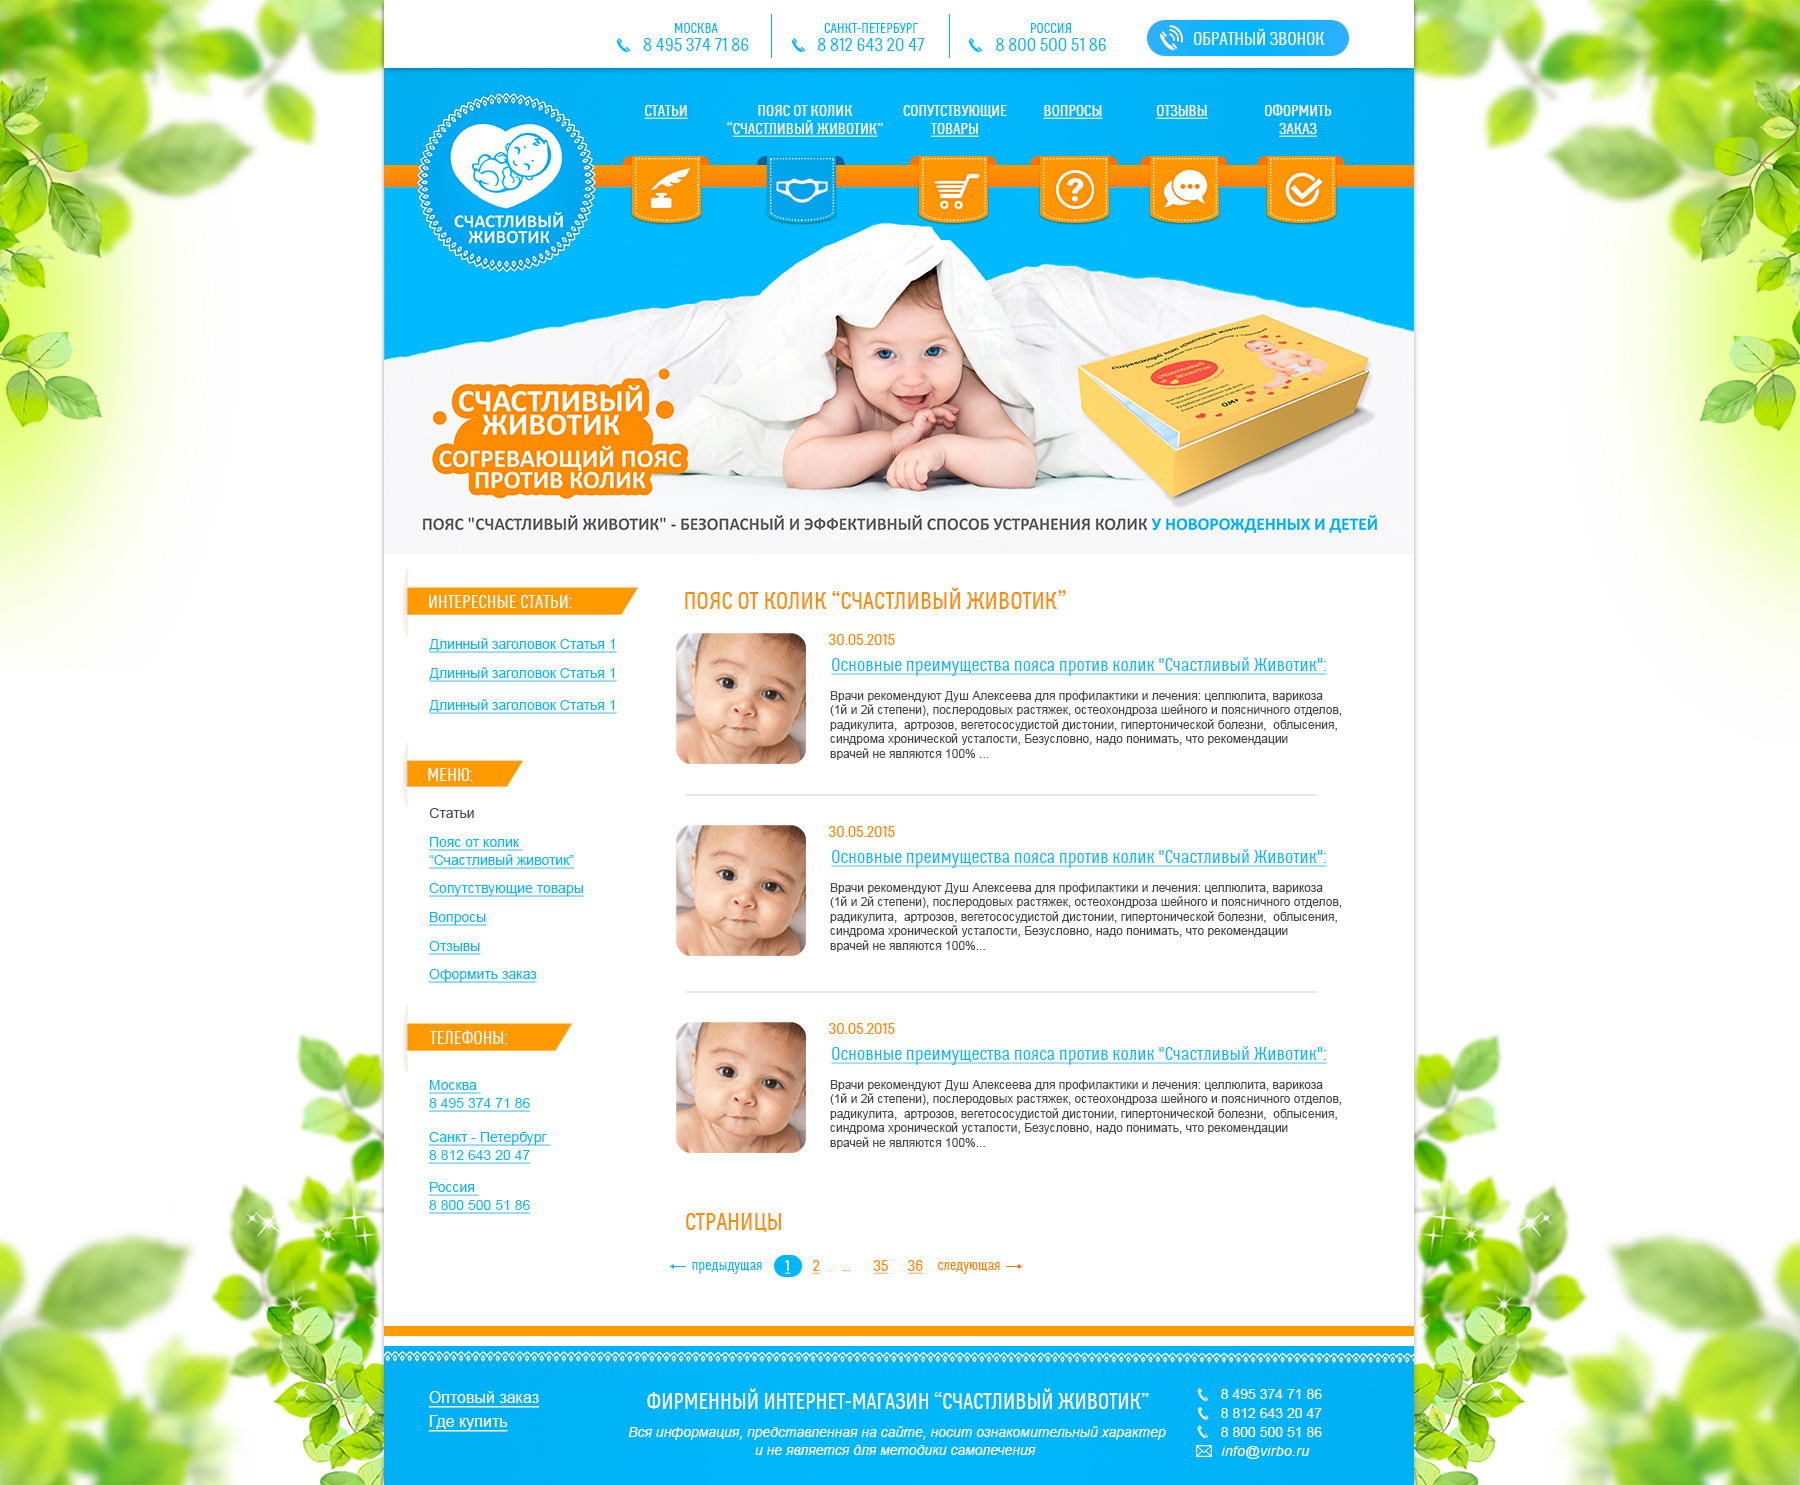 МОСКВА
8 495 374 71 86
САНКТ-ПЕТЕРБУРГ
8 812 643 20 47
РОССИЯ
8 800 500 51 86
ОБРАТНЫЙ ЗВОНОК
СЧАСТЛИВЫЙ
ЖИВОТИК
СТАТЬИ
ПОЯС ОТ КОЛИК
“СЧАСТЛИВЫЙ ЖИВОТИК”
СОПУТСТВУЮЩИЕ
ТОВАРЫ
ВОПРОСЫ
ОТЗЫВЫ
ОФОРМИТЬ
ЗАКАЗ
СЧАСТЛИВЫЙ
ЖИВОТИК
СОГРЕВАЮЩИЙ ПОЯС
ПРОТИВ КОЛИК
Согревающий пояс «Счастливый животик»
Счастливый
животик
0М+
ПОЯС "СЧАСТЛИВЫЙ ЖИВОТИК" - БЕЗОПАСНЫЙ И ЭФФЕКТИВНЫЙ СПОСОБ УСТРАНЕНИЯ КОЛИК У НОВОРОЖДЕННЫХ И ДЕТЕЙ
ИНТЕРЕСНЫЕ СТАТЬИ:
Длинный заголовок Статья 1
Длинный заголовок Статья 1
Длинный заголовок Статья 1
МЕНЮ:
Статьи
Пояс от колик
“Счастливый животик”
Сопутствующие товары
Вопросы
Отзывы
Оформить заказ
ТЕЛЕФОНЫ:
Москва
8 495 374 71 86
Санкт - Петербург
8 812 643 20 47
Россия
8 800 500 51 86
ПОЯС ОТ КОЛИК “СЧАСТЛИВЫЙ ЖИВОТИК”
30.05.2015
Основные преимущества пояса против колик "Счастливый Животик":
Врачи рекомендуют Душ Алексеева для профилактики и лечения: целлюлита, варикоза
(1й и 2й степени), послеродовых растяжек, остеохондроза шейного и поясничного отделов,
радикулита, артрозов, вегетососудистой дистонии, гипертонической болезни, облысения,
синдрома хронической усталости, Безусловно, надо понимать, что рекомендации
врачей не являются 100% ...
30.05.2015
Основные преимущества пояса против колик "Счастливый Животик":
Врачи рекомендуют Душ Алексеева для профилактики и лечения: целлюлита, варикоза
(1й и 2й степени), послеродовых растяжек, остеохондроза шейного и поясничного отделов,
радикулита, артрозов, вегетососудистой дистонии, гипертонической болезни, облысения,
синдрома хронической усталости, Безусловно, надо понимать, что рекомендации
врачей не являются 100%...
30.05.2015
Основные преимущества пояса против колик "Счастливый Животик":
Врачи рекомендуют Душ Алексеева для профилактики и лечения: целлюлита, варикоза
(1й и 2й степени), послеродовых растяжек, остеохондроза шейного и поясничного отделов,
радикулита, артрозов, вегетососудистой дистонии, гипертонической болезни, облысения,
синдрома хронической усталости, Безусловно, надо понимать, что рекомендации
врачей не являются 100%...
СТРАНИЦЫ
предыдущая 1 2 ... 35 36 следующая
Оптовый заказ
Где купить
ФИРМЕННЫЙ ИНТЕРНЕТ-МАГАЗИН “СЧАСТЛИВЫЙ ЖИВОТИК”
Вся информация, представленная на сайте, носит ознакомительный характер
и не является для методики самолечения
8 495 374 71 86
8 812 643 20 47
8 800 500 51 86
info@virbo.ru